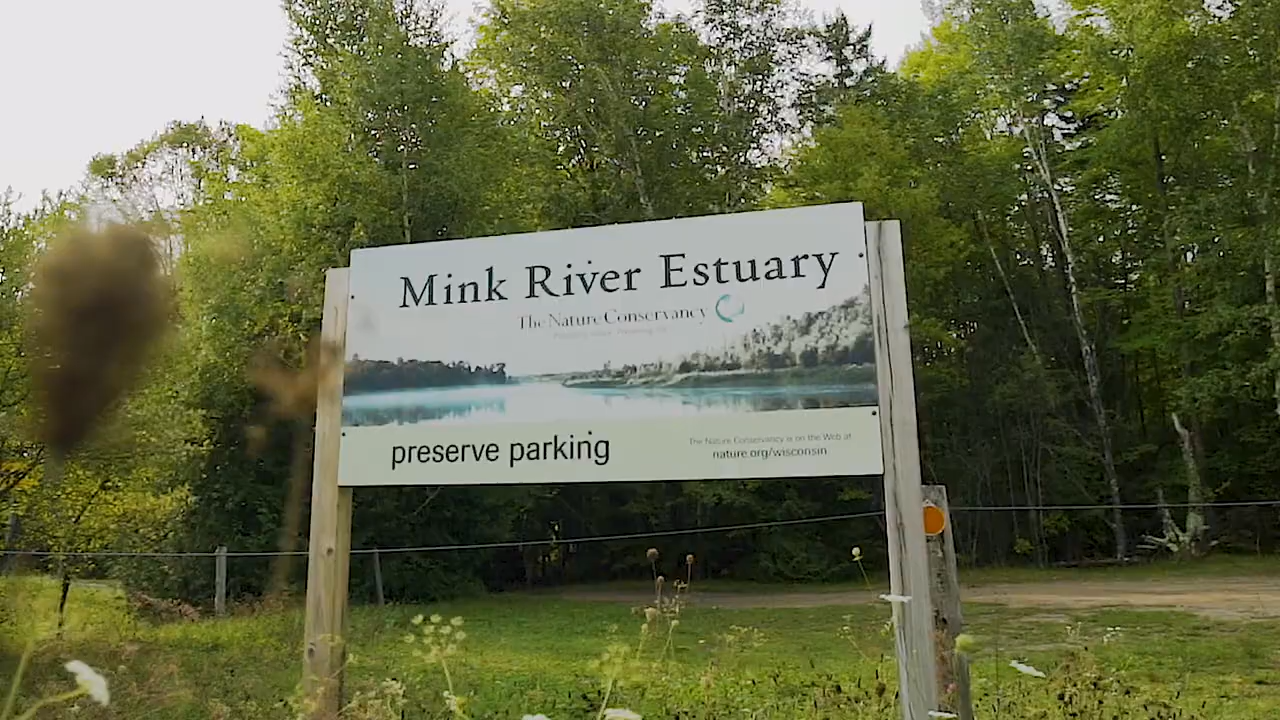 Mink River Estuary
The Nature Conservancy
preserve parking
The Nature Conservancy is on the Web at
nature.org/wisconsin